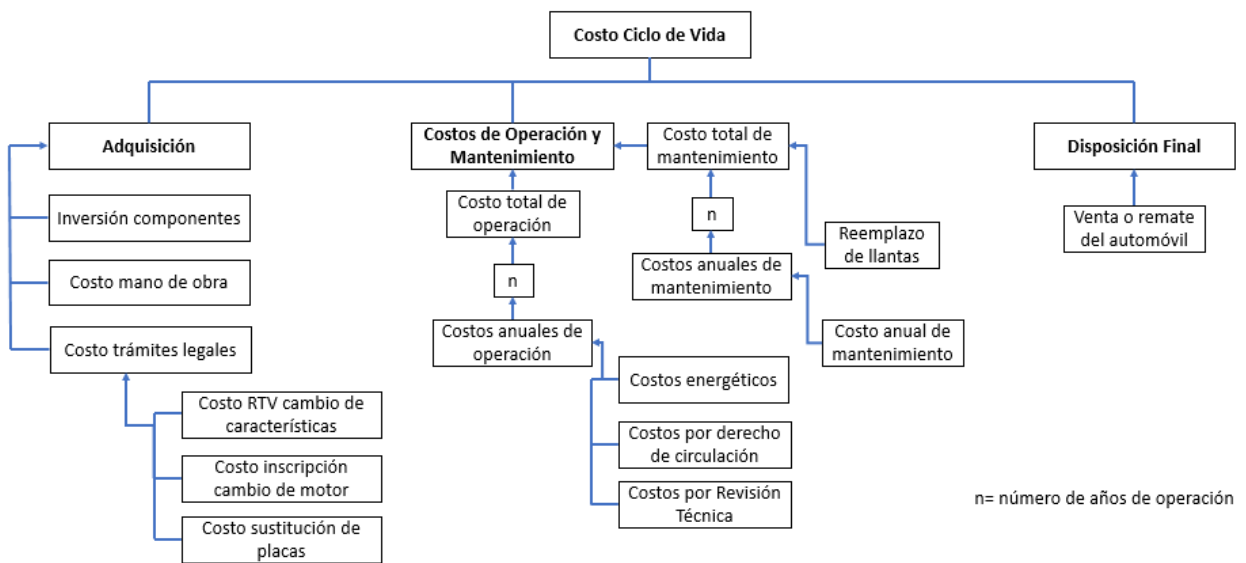 Costo Ciclo de Vida
Adquisición
Inversión componentes
Costo mano de obra
Costo trámites legales
Costo RTV cambio de
características
Costo inscripción
cambio de motor
Costo sustitución de
placas
Costos de Operación y
Mantenimiento
Costo total de
operación
n
Costos anuales de
operación
Costos energéticos
Costos por derecho
de circulación
Costos por Revisión
Técnica
Costo total de
mantenimiento
n
Costos anuales de
mantenimiento
Reemplazo
de llantas
Costo anual de
mantenimiento
Disposición Final
Venta o remate
del automóvil
n= número de años de operación